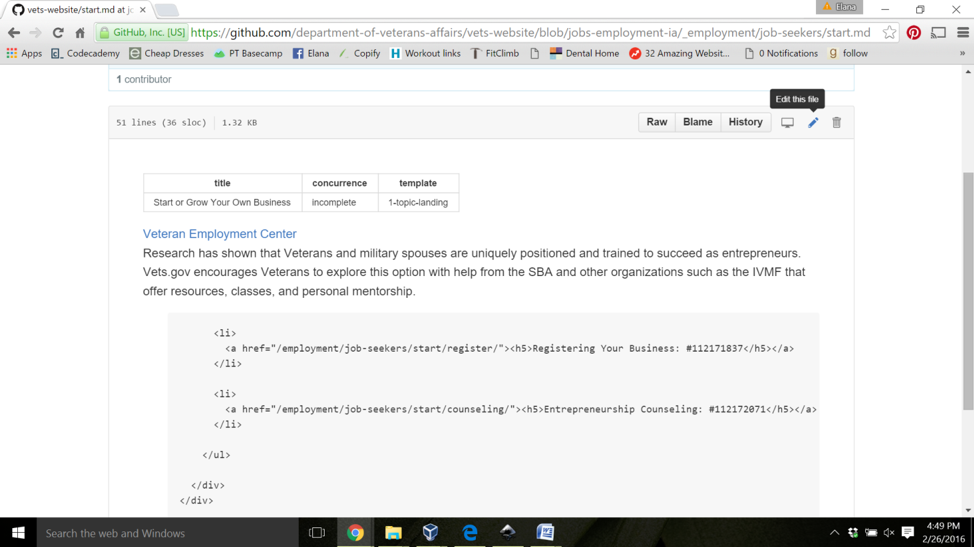 vets-website/start.md at jo
Elana
GitHub, Inc. [US] https://github.com/department-of-veterans-affairs/vets-website/blob/jobs-employment-ia/_employment/job-seekers/start.md
Apps Codecademy Cheap Dresses PT Basecamp Elana Copify Workout links FitClimb Dental Home 32 Amazing Websit... 0 Notifications follow »
1 contributor
Edit this file
51 lines (36 sloc) 1.32 KB Raw Blame History
title concurrence template
Start or Grow Your Own Business incomplete 1-topic-landing
Veteran Employment Center
Research has shown that Veterans and military spouses are uniquely positioned and trained to succeed as entrepreneurs.
Vets.gov encourages Veterans to explore this option with help from the SBA and other organizations such as the IVMF that
offer resources, classes, and personal mentorship.
<li>
<a href="/employment/job-seekers/start/register/"><h5>Registering Your Business: #112171837</h5></a>
</li>
<li>
<a href="/employment/job-seekers/start/counseling/"><h5>Entrepreneurship Counseling: #112172071</h5></a>
</li>
</ul>
</div>
</div>
Search the web and Windows
4:49 PM
2/26/2016